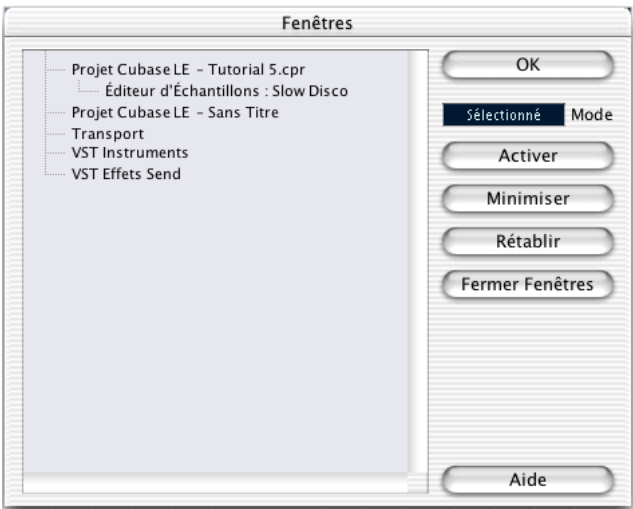 Fenêtres
Projet Cubase LE – Tutorial 5.cpr
Éditeur d'Échantillons : Slow Disco
Projet Cubase LE – Sans Titre
Transport
VST Instruments
VST Effets Send
OK
Sélectionné Mode
Activer
Minimiser
Rétablir
Fermer Fenêtres
Aide